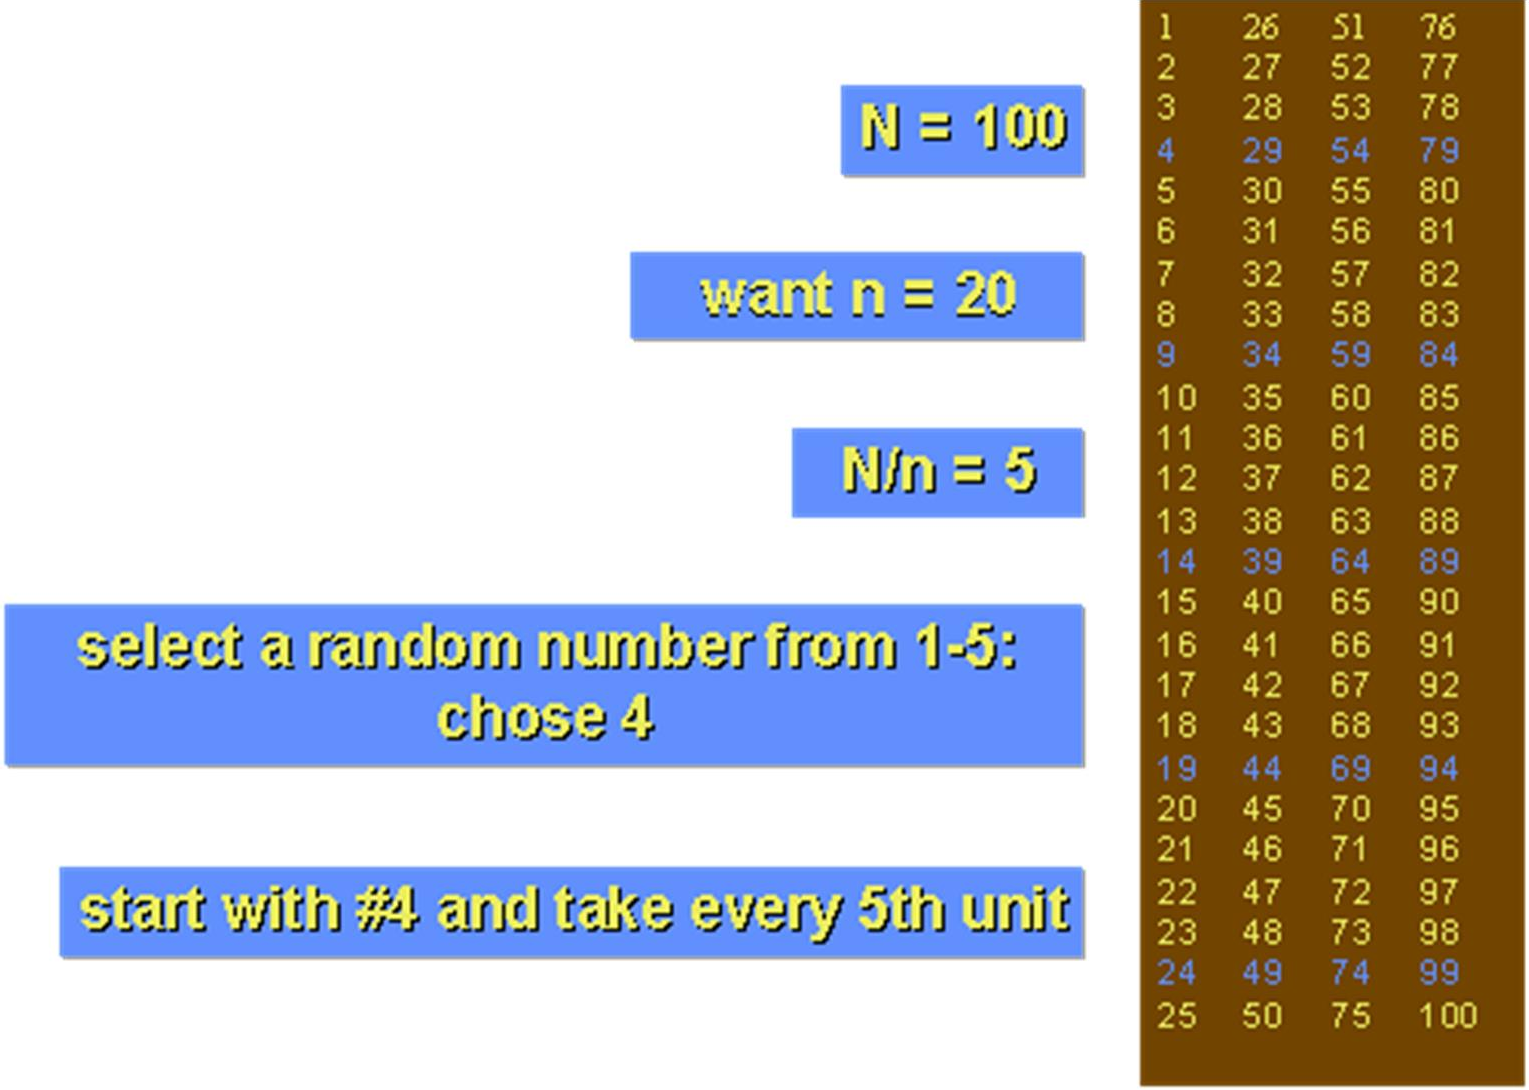 N = 100
want n = 20
N/n = 5
select a random number from 1-5:
chose 4
start with #4 and take every 5th unit
1 26 51 76
2 27 52 77
3 28 53 78
4 29 54 79
5 30 55 80
6 31 56 81
7 32 57 82
8 33 58 83
9 34 59 84
10 35 60 85
11 36 61 86
12 37 62 87
13 38 63 88
14 39 64 89
15 40 65 90
16 41 66 91
17 42 67 92
18 43 68 93
19 44 69 94
20 45 70 95
21 46 71 96
22 47 72 97
23 48 73 98
24 49 74 99
25 50 75 100